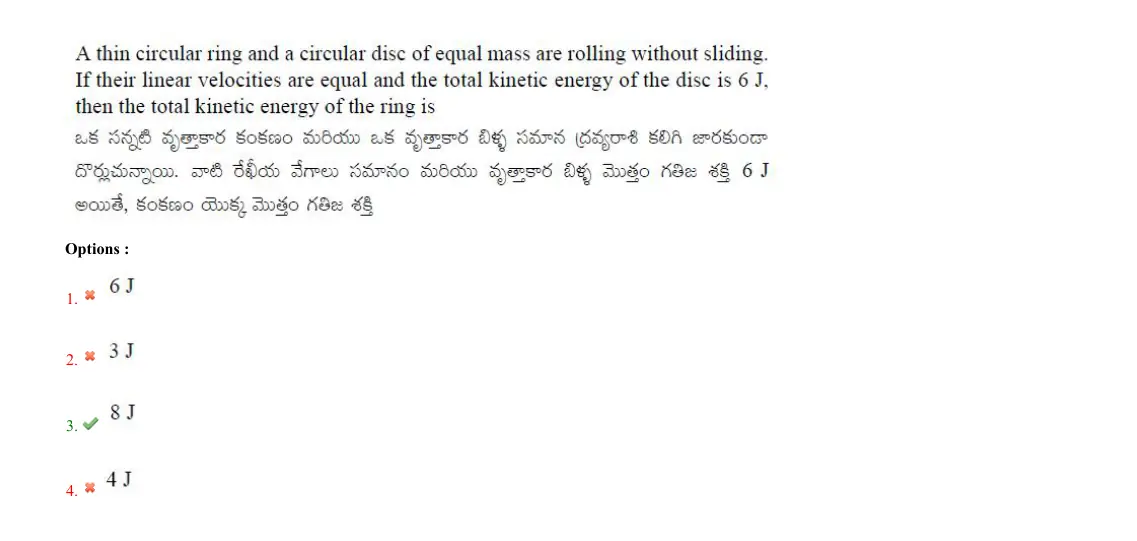 A thin circular ring and a circular disc of equal mass are rolling without sliding.
If their linear velocities are equal and the total kinetic energy of the disc is 6 J,
then the total kinetic energy of the ring is
ఒక సన్నటి వృత్తాకార కంకణం మరియు ఒక వృత్తాకార బిళ్ళ సమాన ద్రవ్యరాశి కలిగి జారకుండా
దొర్లుచున్నాయి. వాటి రేఖీయ వేగాలు సమానం మరియు వృత్తాకార బిళ్ళ మొత్తం గతిజ శక్తి 6 J
అయితే, కంకణం యొక్క మొత్తం గతిజ శక్తి
Options :
1. 6 J
2. 3 J
3. 8 J
4. 4 J